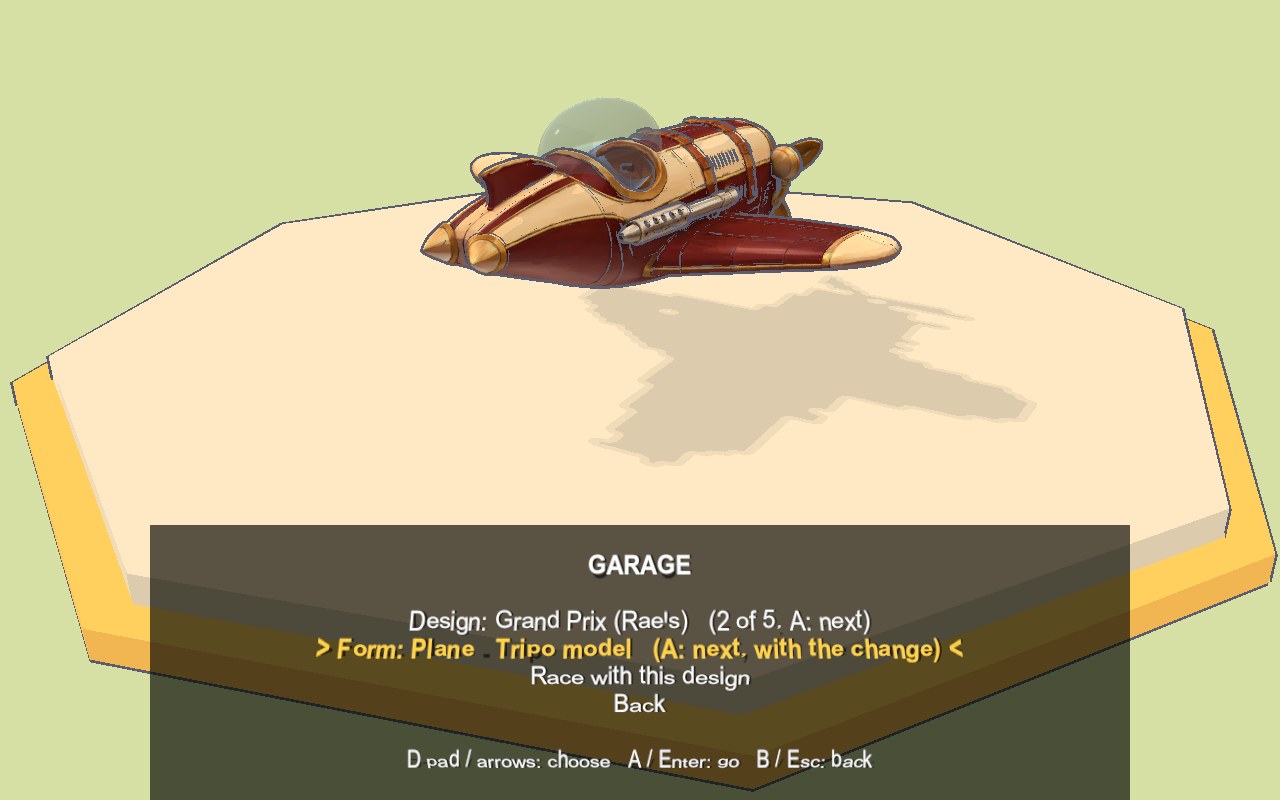 GARAGE
Design: Grand Prix (Rae's) (2 of 5. A: next)
> Form: Plane - Tripo model (A: next, with the change) <
Race with this design
Back
D pad / arrows: choose A / Enter: go B / Esc: back